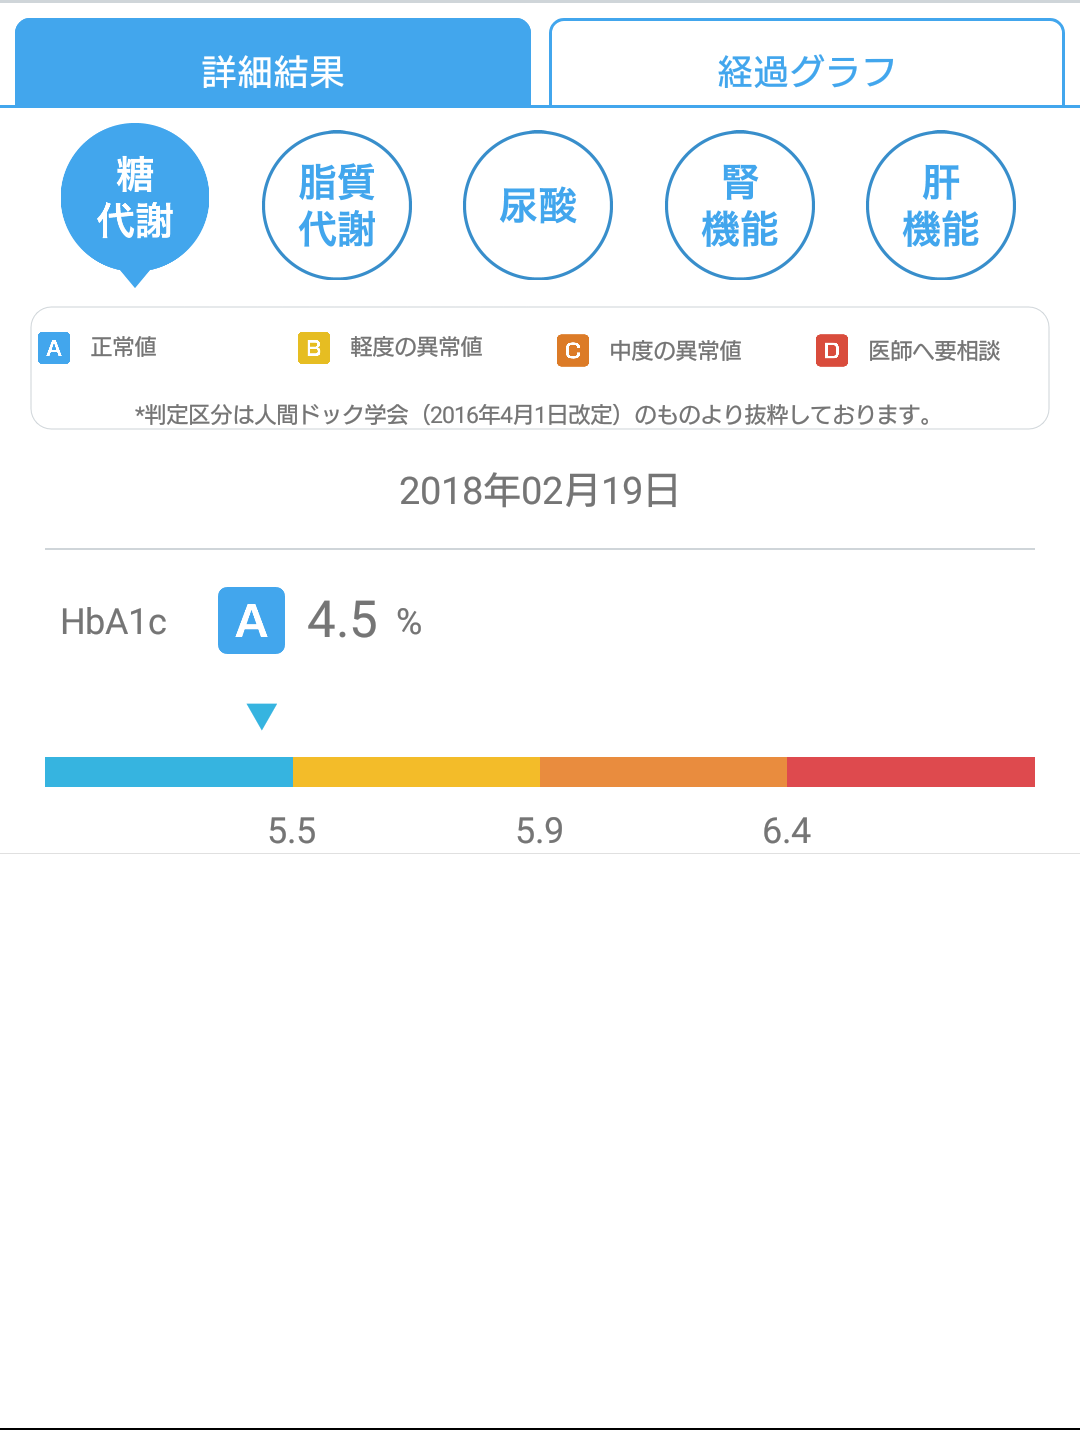 詳細結果 経過グラフ
糖代謝 脂質代謝 尿酸 腎機能 肝機能
A 正常値 B 軽度の異常値 C 中度の異常値 D 医師へ要相談
*判定区分は人間ドック学会（2016年4月1日改定）のものより抜粋しております。
2018年02月19日
HbA1c A 4.5 %
5.5 5.9 6.4